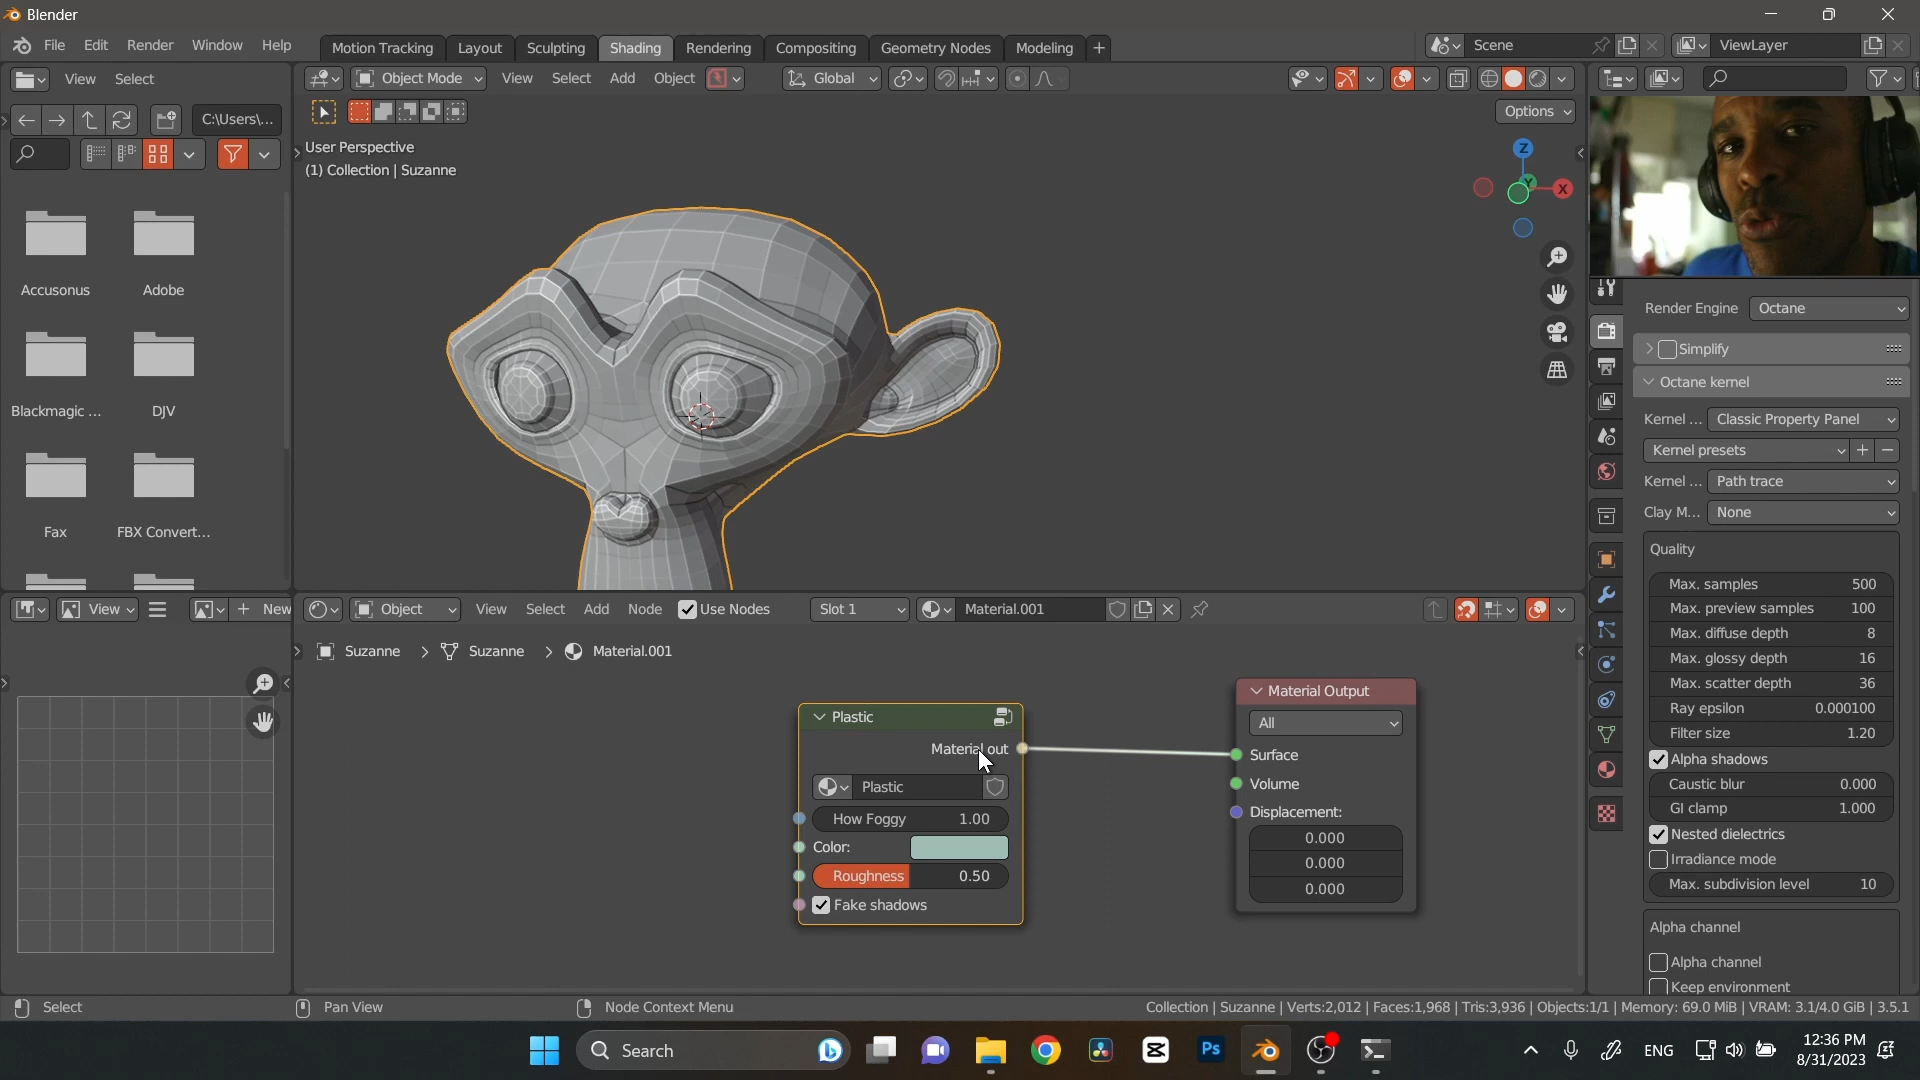 Blender
File Edit Render Window Help
Motion Tracking Layout Sculpting Shading Rendering Compositing Geometry Nodes Modeling +
Scene ViewLayer
View Select
Object Mode View Select Add Object Global
C:\Users\...
Options
User Perspective
(1) Collection | Suzanne
Z
Y
X
Accusonus Adobe
Blackmagic ... DJV
Fax FBX Convert...
Render Engine Octane
Simplify
Octane kernel
Kernel ... Classic Property Panel
Kernel presets
Kernel ... Path trace
Clay M... None
Quality
Max. samples 500
Max. preview samples 100
Max. diffuse depth 8
Max. glossy depth 16
Max. scatter depth 36
Ray epsilon 0.000100
Filter size 1.20
Alpha shadows
Caustic blur 0.000
GI clamp 1.000
Nested dielectrics
Irradiance mode
Max. subdivision level 10
Alpha channel
Alpha channel
Keep environment
View + New
Object View Select Add Node Use Nodes Slot 1 Material.001
Suzanne > Suzanne > Material.001
Plastic
Material out
Plastic
How Foggy 1.00
Color:
Roughness 0.50
Fake shadows
Material Output
All
Surface
Volume
Displacement:
0.000
0.000
0.000
Select Pan View Node Context Menu
Collection | Suzanne | Verts:2,012 | Faces:1,968 | Tris:3,936 | Objects:1/1 | Memory: 69.0 MiB | VRAM: 3.1/4.0 GiB | 3.5.1
Search
Ps
ENG
12:36 PM
8/31/2023